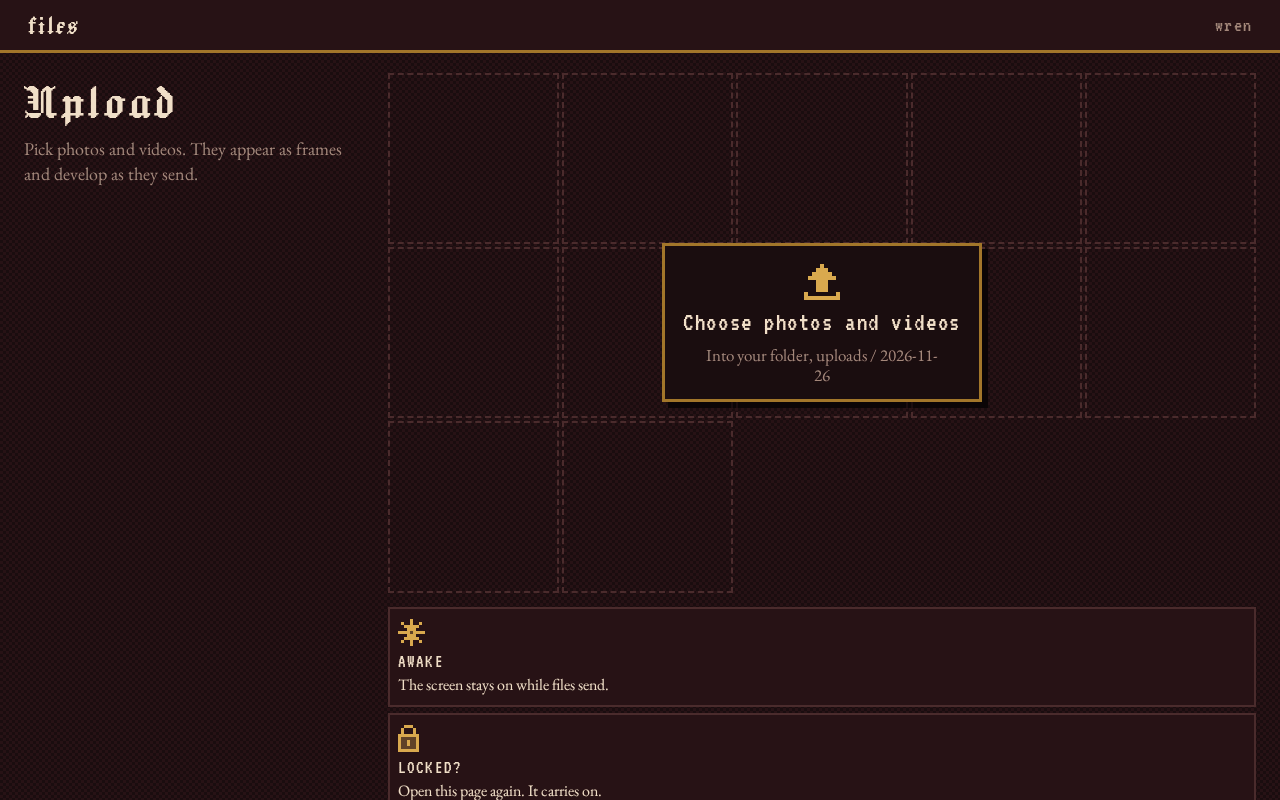 files
wren
Upload
Pick photos and videos. They appear as frames
and develop as they send.
Choose photos and videos
Into your folder, uploads / 2026-11-
26
AWAKE
The screen stays on while files send.
LOCKED?
Open this page again. It carries on.